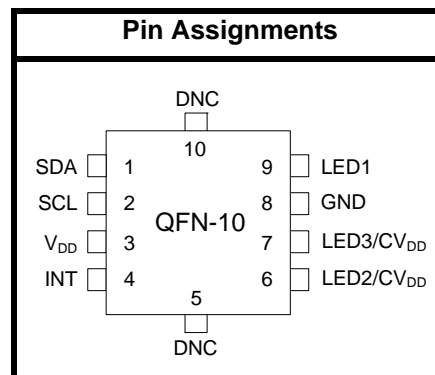 Pin Assignments
DNC
10
SDA 1 9 LED1
SCL 2 8 GND
QFN-10
VDD 3 7 LED3/CVDD
INT 4 6 LED2/CVDD
5
DNC